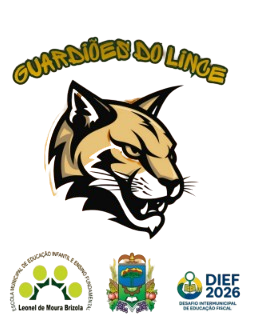 GUARDIÕES DO LINCE
ESCOLA MUNICIPAL DE EDUCAÇÃO INFANTIL E ENSINO FUNDAMENTAL
Leonel de Moura Brizola
DIEF
2026
DESAFIO INTERMUNICIPAL
DE EDUCAÇÃO FISCAL